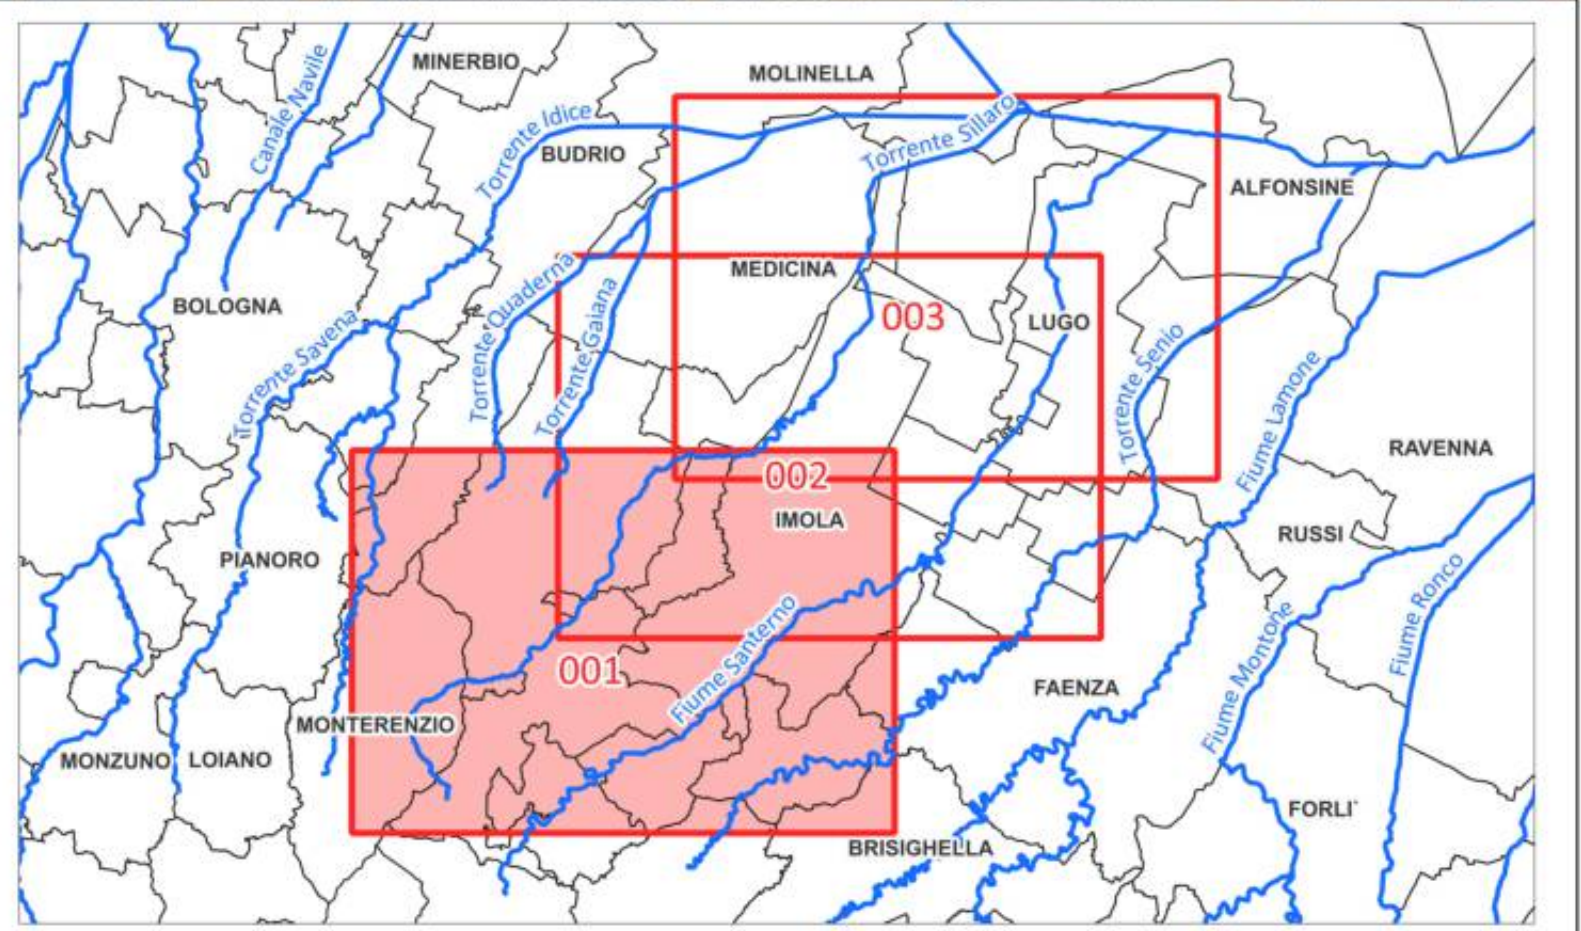 MINERBIO
MOLINELLA
Canale Navile
Torrente Idice
Torrente Sillaro
BUDRIO
ALFONSINE
MEDICINA
Torrente Quaderna
Torrente Gaiana
BOLOGNA
003
LUGO
Torrente Savena
Torrente Senio
Fiume Lamone
RAVENNA
002
IMOLA
RUSSI
PIANORO
Fiume Ronco
Fiume Montone
Fiume Santerno
001
FAENZA
MONTERENZIO
MONZUNO
LOIANO
FORLI'
BRISIGHELLA